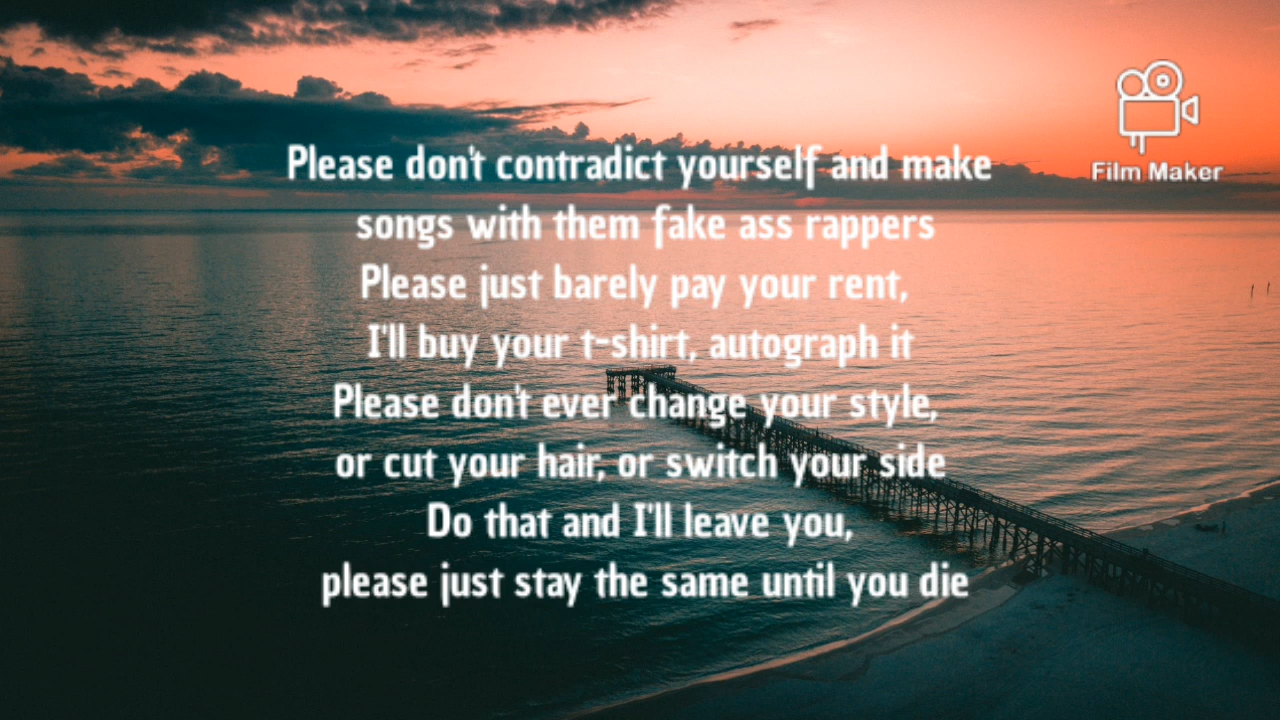 Film Maker
Please don't contradict yourself and make
songs with them fake ass rappers
Please just barely pay your rent,
I'll buy your t-shirt, autograph it
Please don't ever change your style,
or cut your hair, or switch your side
Do that and I'll leave you,
please just stay the same until you die